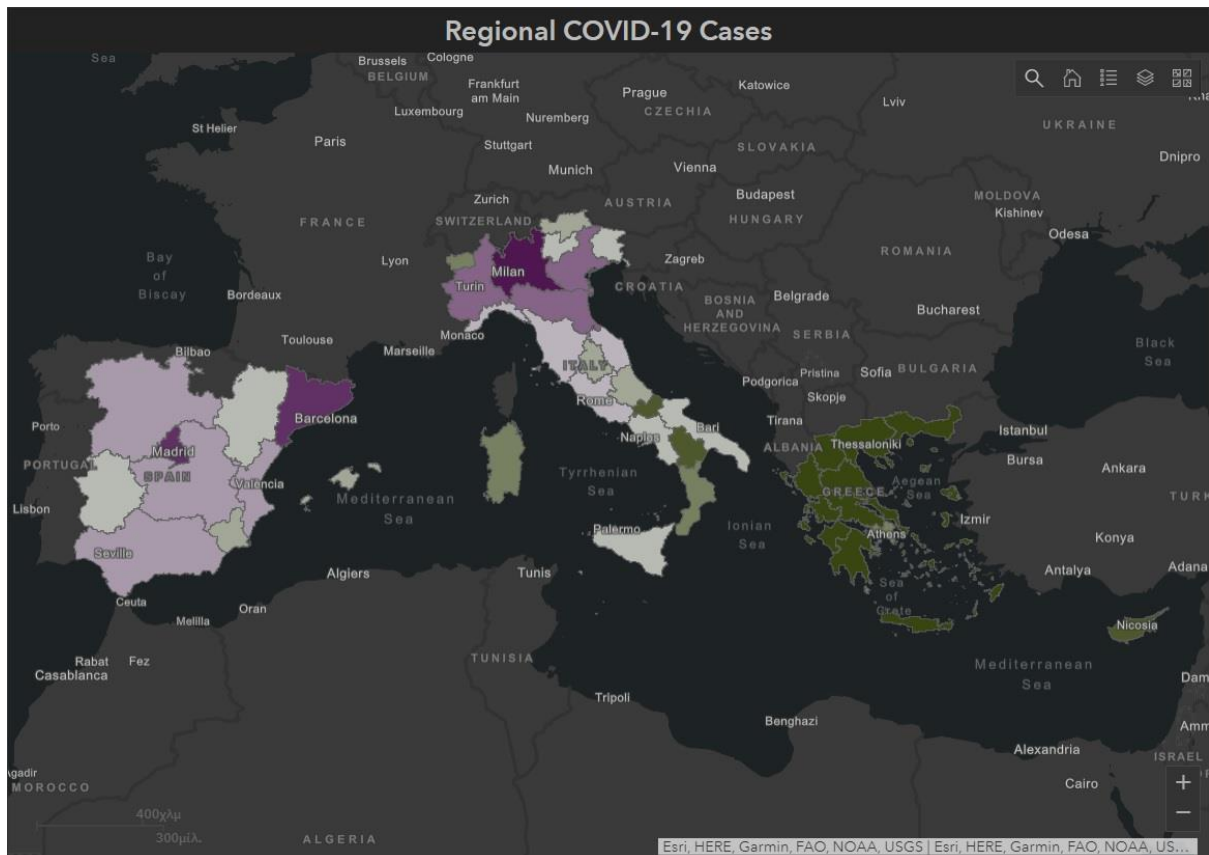 Regional COVID-19 Cases
Sea
Brussels
Cologne
BELGIUM
Frankfurt
am Main
Prague
Katowice
Lviv
Luxembourg
Nuremberg
CZECHIA
UKRAINE
St Helier
Paris
Stuttgart
SLOVAKIA
Dnipro
Munich
Vienna
Zurich
AUSTRIA
Budapest
MOLDOVA
FRANCE
SWITZERLAND
HUNGARY
Kishinev
Odesa
Bay
of
Biscay
Lyon
Milan
Zagreb
ROMANIA
Turin
CROATIA
Bordeaux
BOSNIA
AND
HERZEGOVINA
Belgrade
Bucharest
Monaco
SERBIA
Toulouse
Marseille
Bilbao
Black
Sea
ITALY
Pristina
Sofia
BULGARIA
Podgorica
Skopje
Rome
Barcelona
Tirana
Porto
Bari
Istanbul
Naples
ALBANIA
Thessaloniki
Madrid
Bursa
PORTUGAL
SPAIN
Ankara
Tyrrhenian
Sea
València
GREECE
Aegean
Sea
Mediterranean
Sea
TURK
Lisbon
Ionian
Sea
Izmir
Palermo
Athens
Konya
Seville
Algiers
Tunis
Antalya
Adana
Sea
of
Crete
Ceuta
Oran
Melilla
Nicosia
Rabat
Fez
Casablanca
TUNISIA
Mediterranean
Sea
Dam
Tripoli
Benghazi
Amm
Alexandria
ISRAEL
Agadir
MOROCCO
Cairo
400χλμ
300μίλ.
ALGERIA
Esri, HERE, Garmin, FAO, NOAA, USGS | Esri, HERE, Garmin, FAO, NOAA, US...